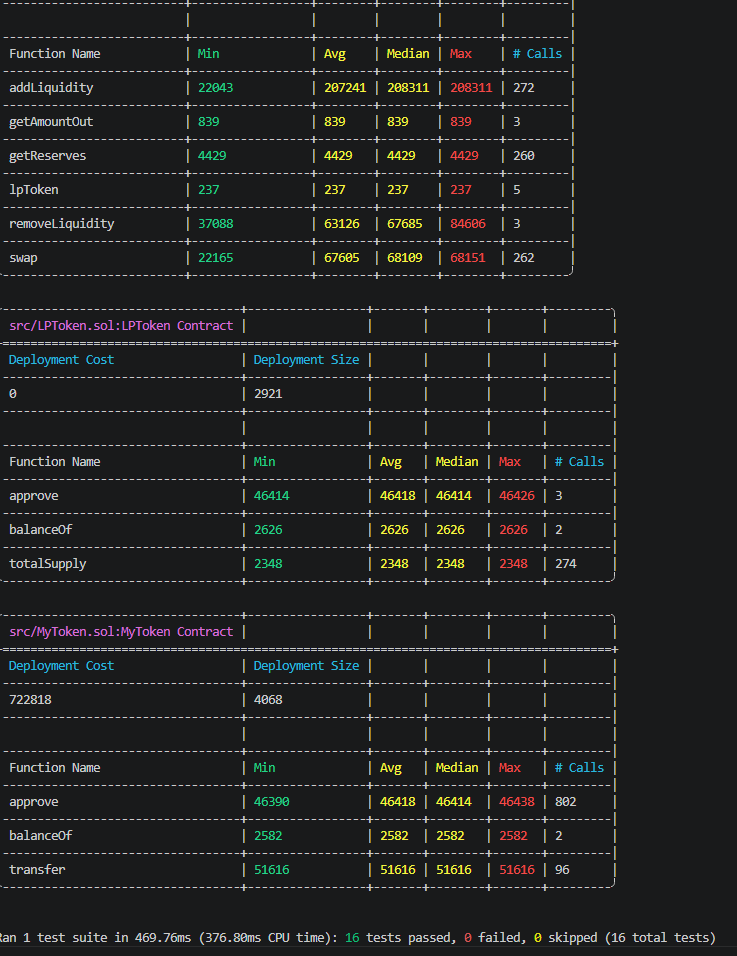 Function Name | Min | Avg | Median | Max | # Calls |
addLiquidity | 22043 | 207241 | 208311 | 208311 | 272 |
getAmountOut | 839 | 839 | 839 | 839 | 3 |
getReserves | 4429 | 4429 | 4429 | 4429 | 260 |
lpToken | 237 | 237 | 237 | 237 | 5 |
removeLiquidity | 37088 | 63126 | 67685 | 84606 | 3 |
swap | 22165 | 67605 | 68109 | 68151 | 262 |
src/LPToken.sol:LPToken Contract | | | | | |
Deployment Cost | Deployment Size | | | | |
0 | 2921 | | | | |
Function Name | Min | Avg | Median | Max | # Calls |
approve | 46414 | 46418 | 46414 | 46426 | 3 |
balanceOf | 2626 | 2626 | 2626 | 2626 | 2 |
totalSupply | 2348 | 2348 | 2348 | 2348 | 274 |
src/MyToken.sol:MyToken Contract | | | | | |
Deployment Cost | Deployment Size | | | | |
722818 | 4068 | | | | |
Function Name | Min | Avg | Median | Max | # Calls |
approve | 46390 | 46418 | 46414 | 46438 | 802 |
balanceOf | 2582 | 2582 | 2582 | 2582 | 2 |
transfer | 51616 | 51616 | 51616 | 51616 | 96 |
Ran 1 test suite in 469.76ms (376.80ms CPU time): 16 tests passed, 0 failed, 0 skipped (16 total tests)